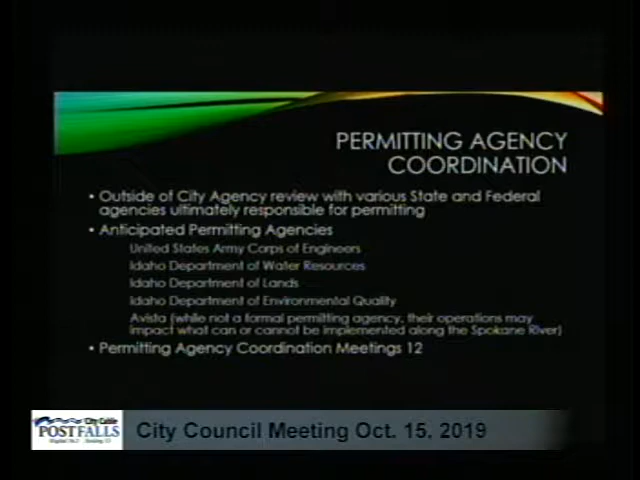 PERMITTING AGENCY
COORDINATION
• Outside of City Agency review with various State and Federal
agencies ultimately responsible for permitting
• Anticipated Permitting Agencies
United States Army Corps of Engineers
Idaho Department of Water Resources
Idaho Department of Lands
Idaho Department of Environmental Quality
Avista (while not a formal permitting agency, their operations may
impact what can or cannot be implemented along the Spokane River)
• Permitting Agency Coordination Meetings 12
City Cable
POST FALLS
City Council Meeting Oct. 15, 2019